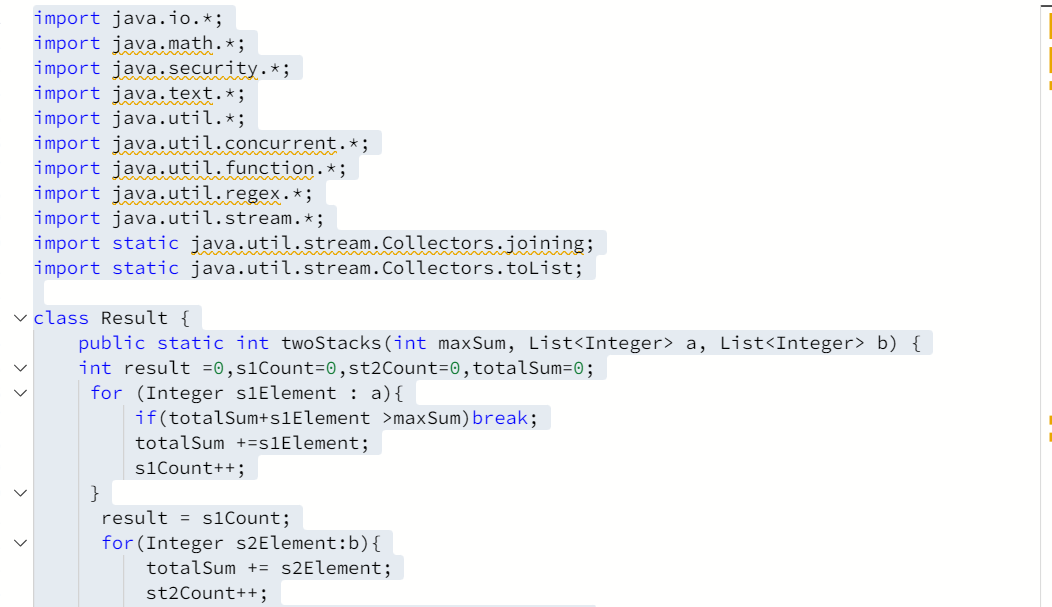 import java.io.*;
import java.math.*;
import java.security.*;
import java.text.*;
import java.util.*;
import java.util.concurrent.*;
import java.util.function.*;
import java.util.regex.*;
import java.util.stream.*;
import static java.util.stream.Collectors.joining;
import static java.util.stream.Collectors.toList;
class Result {
public static int twoStacks(int maxSum, List<Integer> a, List<Integer> b) {
int result =0,s1Count=0,st2Count=0,totalSum=0;
for (Integer s1Element : a){
if(totalSum+s1Element >maxSum)break;
totalSum +=s1Element;
s1Count++;
}
result = s1Count;
for(Integer s2Element:b){
totalSum += s2Element;
st2Count++;